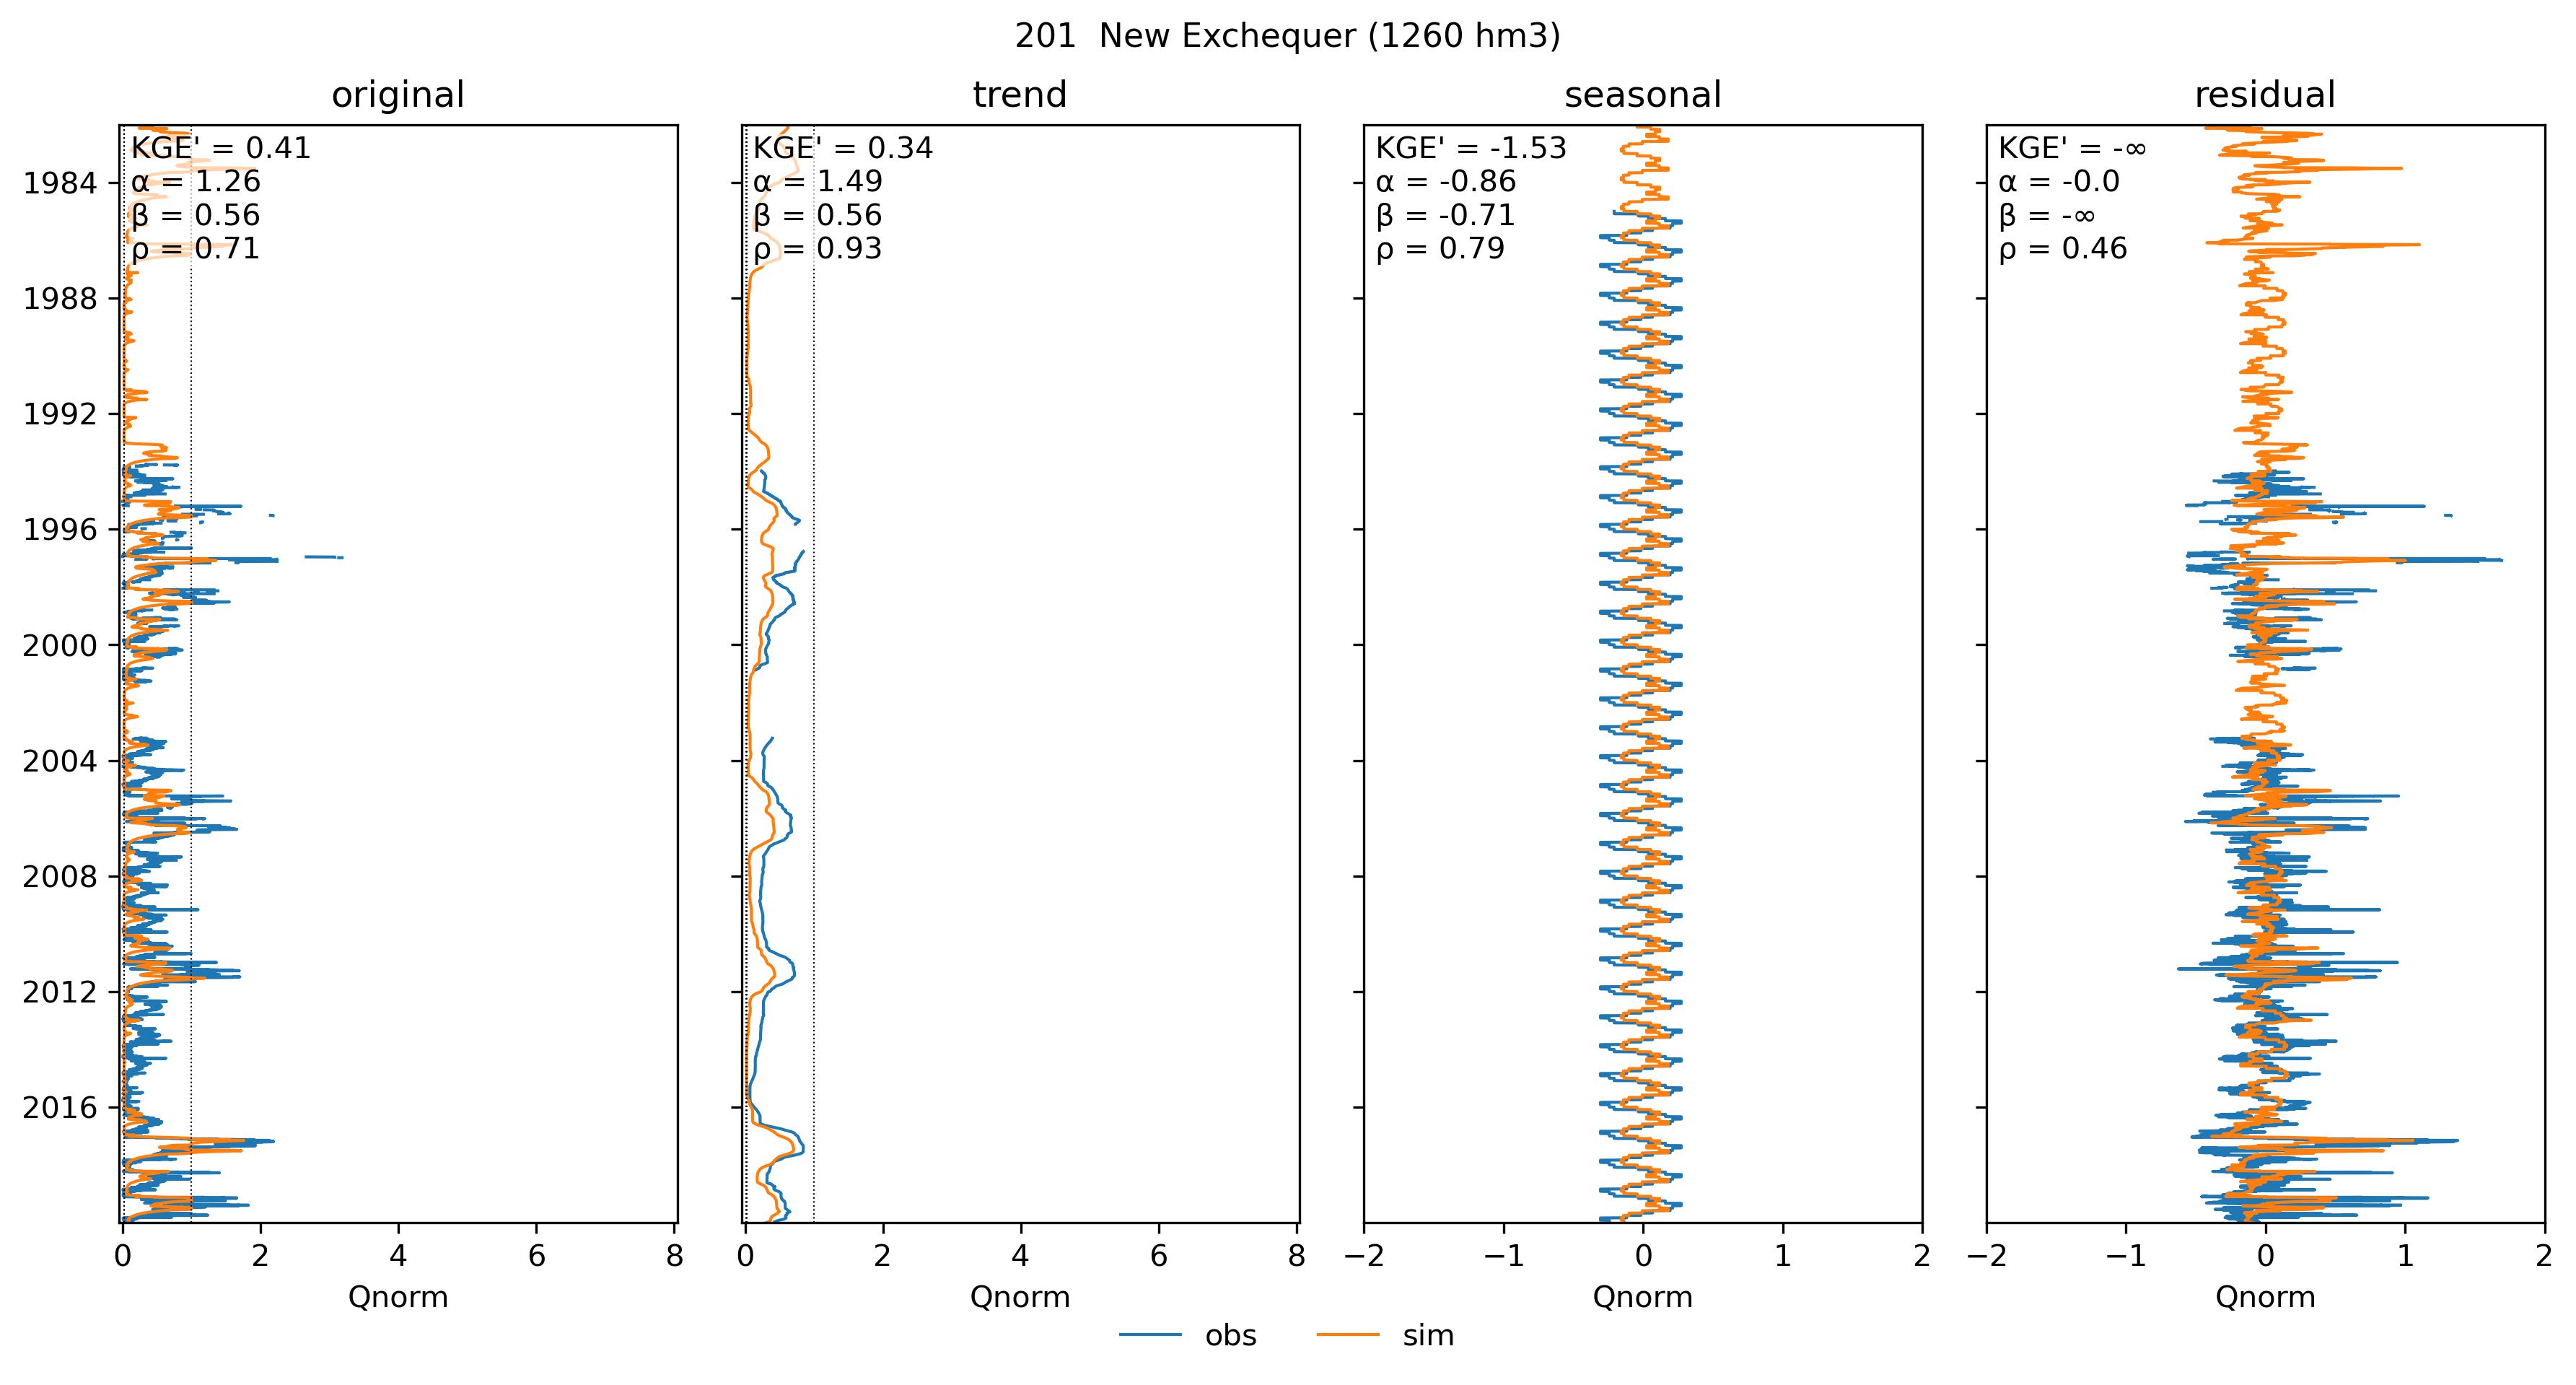 201  New Exchequer (1260 hm3)
original
trend
seasonal
residual
KGE' = 0.41
α = 1.26
β = 0.56
ρ = 0.71
KGE' = 0.34
α = 1.49
β = 0.56
ρ = 0.93
KGE' = -1.53
α = -0.86
β = -0.71
ρ = 0.79
KGE' = -∞
α = -0.0
β = -∞
ρ = 0.46
1984
1988
1992
1996
2000
2004
2008
2012
2016
0 2 4 6 8
0 2 4 6 8
−2 −1 0 1 2
−2 −1 0 1 2
Qnorm
Qnorm
Qnorm
Qnorm
obs
sim